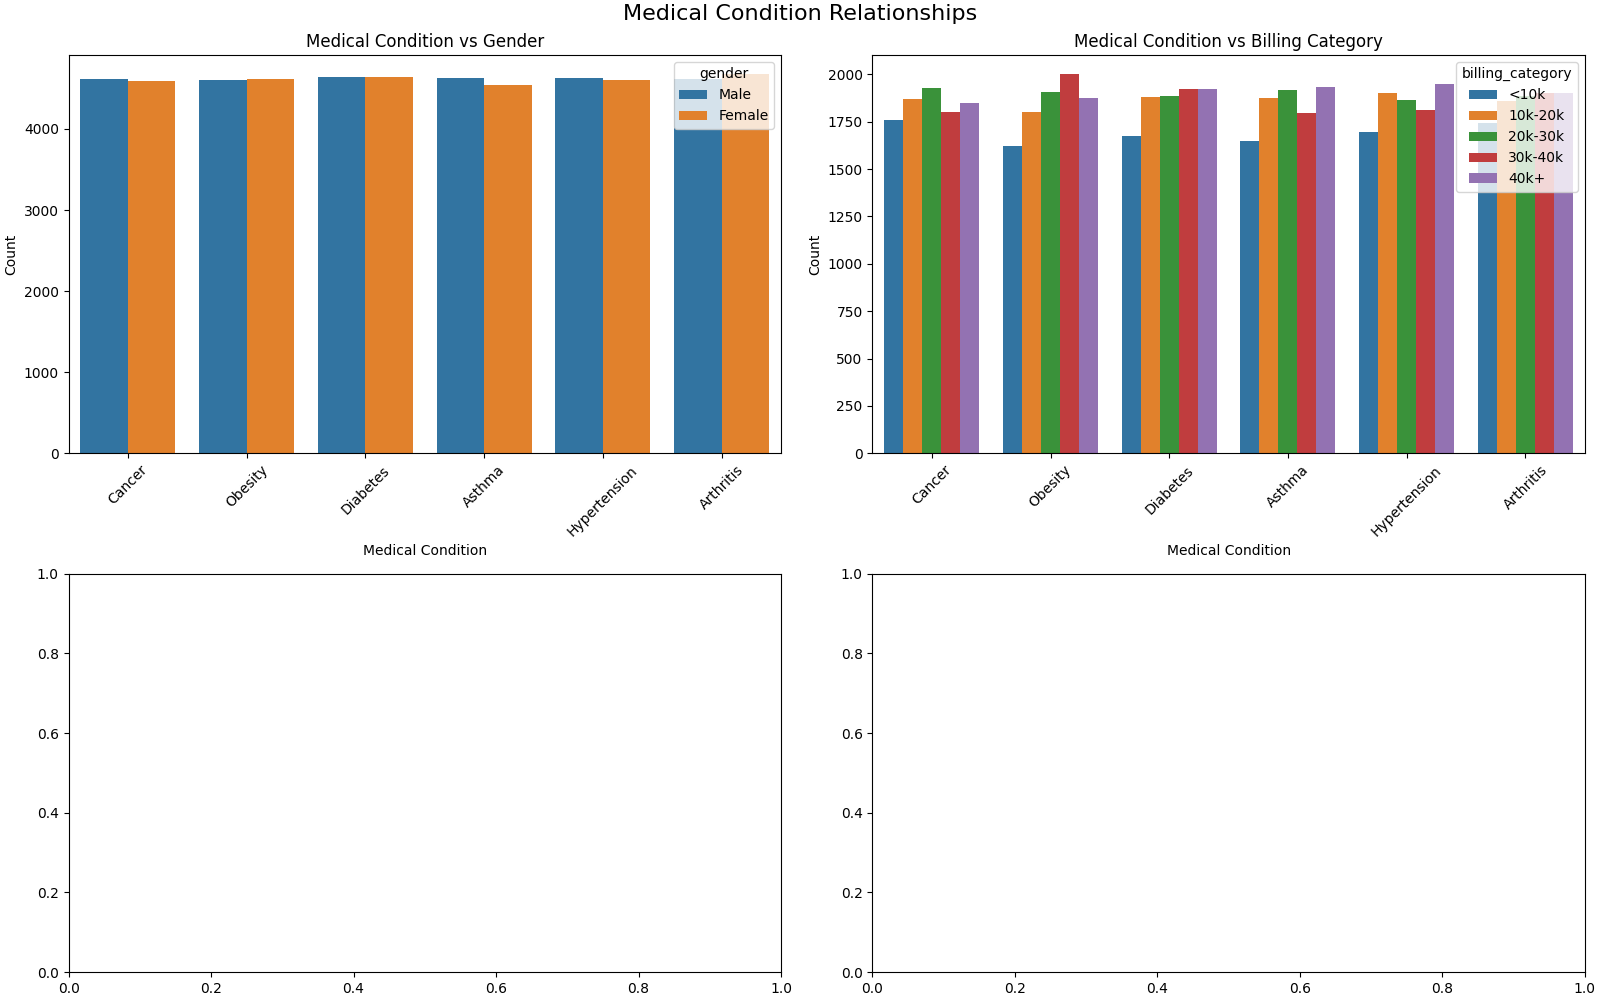 Medical Condition Relationships
Medical Condition vs Gender
gender
Male
Female
Count
4000
3000
2000
1000
0
Cancer
Obesity
Diabetes
Asthma
Hypertension
Arthritis
Medical Condition
Medical Condition vs Billing Category
billing_category
<10k
10k-20k
20k-30k
30k-40k
40k+
Count
2000
1750
1500
1250
1000
750
500
250
0
Cancer
Obesity
Diabetes
Asthma
Hypertension
Arthritis
Medical Condition
1.0
0.8
0.6
0.4
0.2
0.0
0.0 0.2 0.4 0.6 0.8 1.0
1.0
0.8
0.6
0.4
0.2
0.0
0.0 0.2 0.4 0.6 0.8 1.0